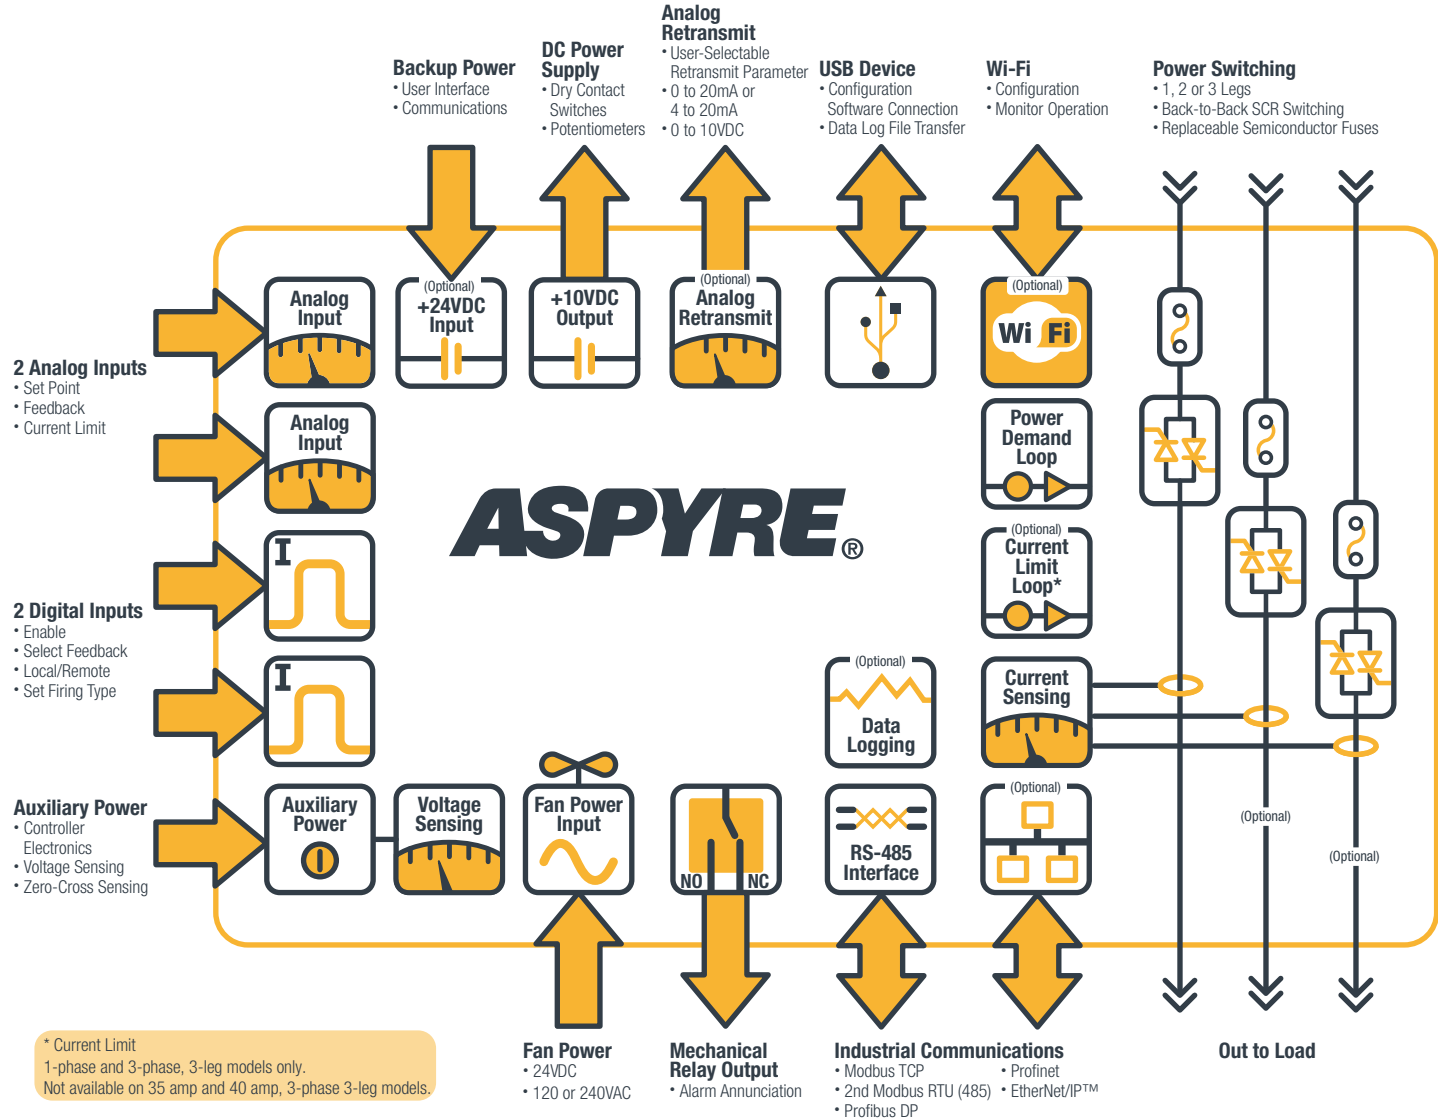 Backup Power
• User Interface
• Communications
DC Power
Supply
• Dry Contact
Switches
• Potentiometers
Analog
Retransmit
• User-Selectable
Retransmit Parameter
• 0 to 20mA or
4 to 20mA
• 0 to 10VDC
USB Device
• Configuration
Software Connection
• Data Log File Transfer
Wi-Fi
• Configuration
• Monitor Operation
Power Switching
• 1, 2 or 3 Legs
• Back-to-Back SCR Switching
• Replaceable Semiconductor Fuses
2 Analog Inputs
• Set Point
• Feedback
• Current Limit
Analog
Input
(Optional)
+24VDC
Input
+10VDC
Output
(Optional)
Analog
Retransmit
(Optional)
Wi Fi
Analog
Input
Power
Demand
Loop
ASPYRE®
(Optional)
Current
Limit
Loop*
2 Digital Inputs
• Enable
• Select Feedback
• Local/Remote
• Set Firing Type
I
I
(Optional)
Data
Logging
Current
Sensing
Auxiliary Power
• Controller
Electronics
• Voltage Sensing
• Zero-Cross Sensing
Auxiliary
Power
Voltage
Sensing
Fan Power
Input
NO NC
RS-485
Interface
(Optional)
(Optional)
(Optional)
* Current Limit
1-phase and 3-phase, 3-leg models only.
Not available on 35 amp and 40 amp, 3-phase 3-leg models.
Fan Power
• 24VDC
• 120 or 240VAC
Mechanical
Relay Output
• Alarm Annunciation
Industrial Communications
• Modbus TCP
• 2nd Modbus RTU (485)
• Profibus DP
• Profinet
• EtherNet/IP™
Out to Load